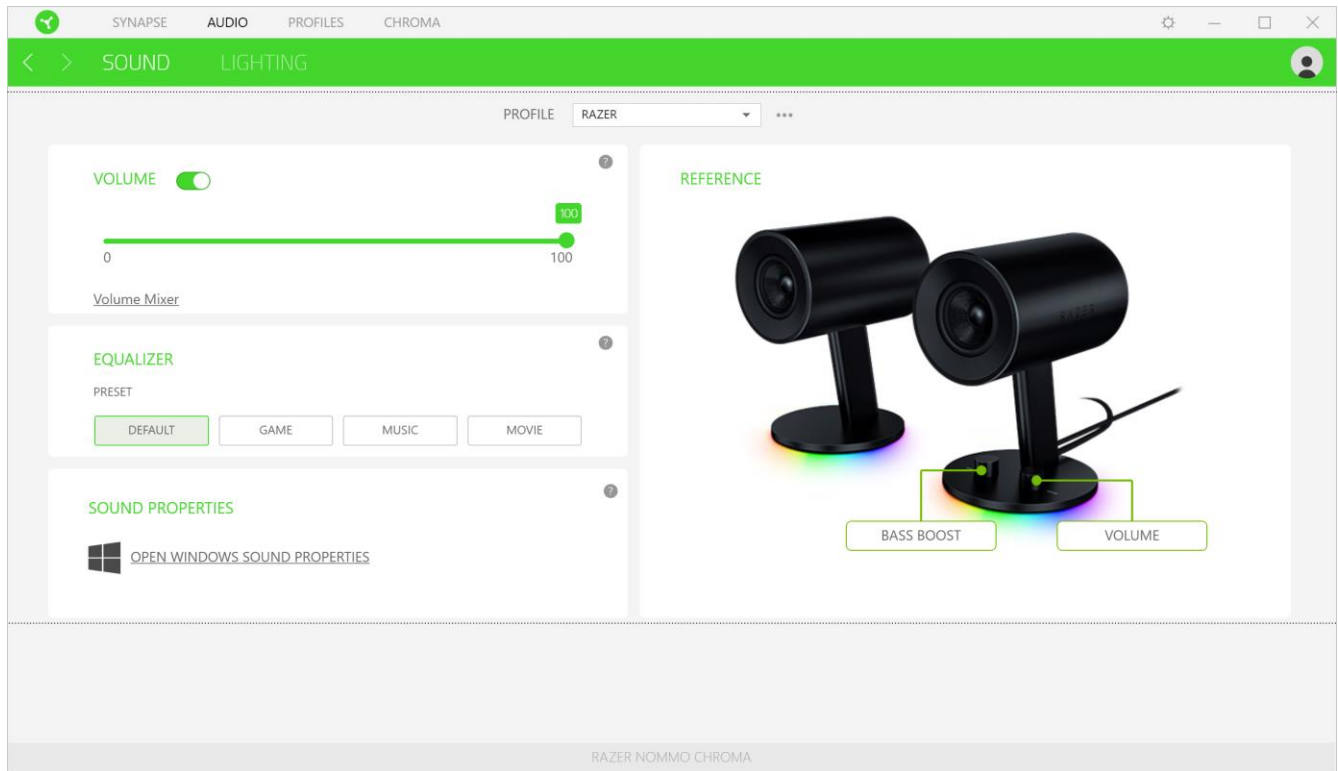 SYNAPSE AUDIO PROFILES CHROMA
SOUND LIGHTING
PROFILE RAZER
VOLUME
100
0 100
Volume Mixer
EQUALIZER
PRESET
DEFAULT GAME MUSIC MOVIE
SOUND PROPERTIES
OPEN WINDOWS SOUND PROPERTIES
REFERENCE
RAZER
BASS BOOST VOLUME
RAZER NOMMO CHROMA